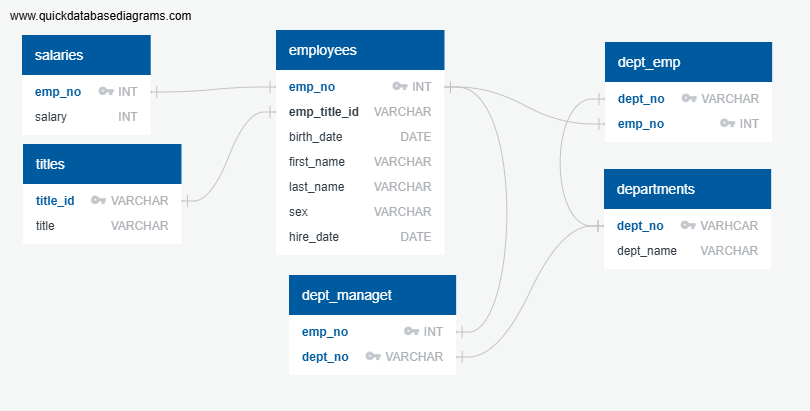 www.quickdatabasediagrams.com
salaries
emp_no INT
salary INT
titles
title_id VARCHAR
title VARCHAR
employees
emp_no INT
emp_title_id VARCHAR
birth_date DATE
first_name VARCHAR
last_name VARCHAR
sex VARCHAR
hire_date DATE
dept_managet
emp_no INT
dept_no VARCHAR
dept_emp
dept_no VARCHAR
emp_no INT
departments
dept_no VARHCAR
dept_name VARCHAR